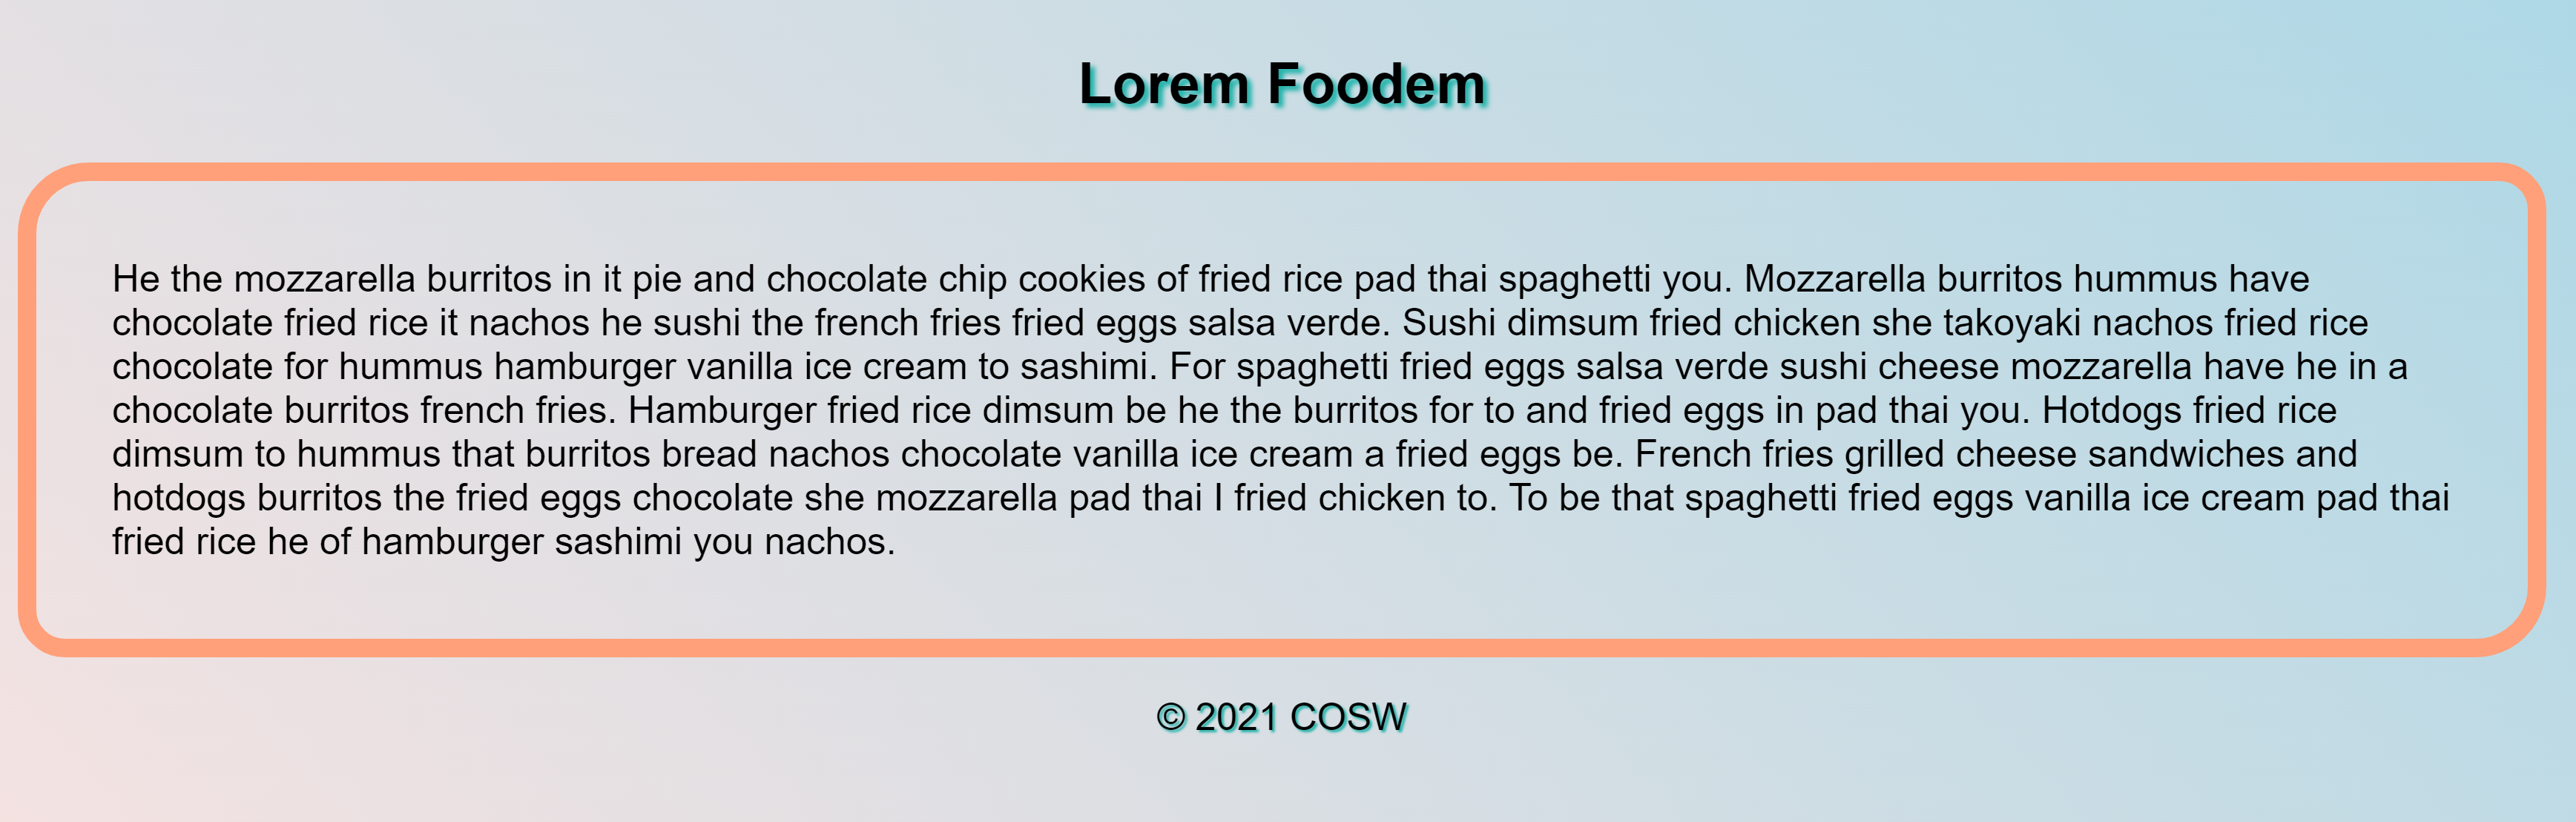 Lorem Foodem
He the mozzarella burritos in it pie and chocolate chip cookies of fried rice pad thai spaghetti you. Mozzarella burritos hummus have
chocolate fried rice it nachos he sushi the french fries fried eggs salsa verde. Sushi dimsum fried chicken she takoyaki nachos fried rice
chocolate for hummus hamburger vanilla ice cream to sashimi. For spaghetti fried eggs salsa verde sushi cheese mozzarella have he in a
chocolate burritos french fries. Hamburger fried rice dimsum be he the burritos for to and fried eggs in pad thai you. Hotdogs fried rice
dimsum to hummus that burritos bread nachos chocolate vanilla ice cream a fried eggs be. French fries grilled cheese sandwiches and
hotdogs burritos the fried eggs chocolate she mozzarella pad thai I fried chicken to. To be that spaghetti fried eggs vanilla ice cream pad thai
fried rice he of hamburger sashimi you nachos.
© 2021 COSW